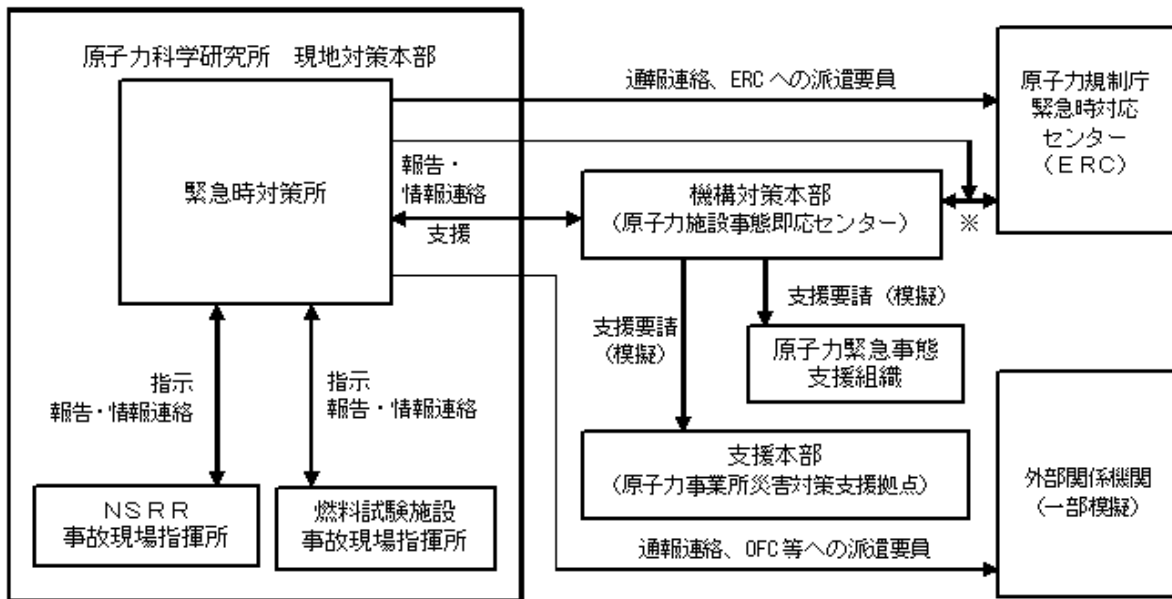 原子力科学研究所　現地対策本部
緊急時対策所
通報連絡、ERCへの派遣要員
原子力規制庁
緊急時対応
センター
（ＥＲＣ）
報告・
情報連絡
支援
機構対策本部
（原子力施設事態即応センター）
※
支援要請（模擬）
支援要請
（模擬）
原子力緊急事態
支援組織
指示
報告・情報連絡
指示
報告・情報連絡
支援本部
（原子力事業所災害対策支援拠点）
外部関係機関
（一部模擬）
ＮＳＲＲ
事故現場指揮所
燃料試験施設
事故現場指揮所
通報連絡、OFC等への派遣要員